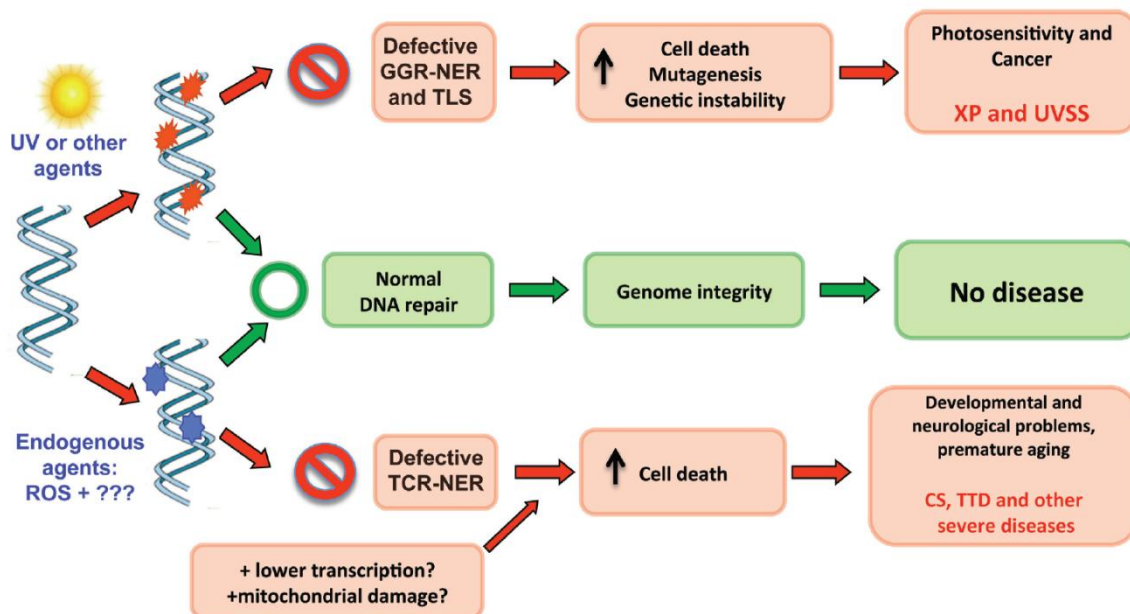 UV or other
agents
Defective
GGR-NER
and TLS
Cell death
Mutagenesis
Genetic instability
Photosensitivity and
Cancer
XP and UVSS
Normal
DNA repair
Genome integrity
No disease
Endogenous
agents:
ROS + ???
Defective
TCR-NER
Cell death
Developmental and
neurological problems,
premature aging
CS, TTD and other
severe diseases
+ lower transcription?
+mitochondrial damage?